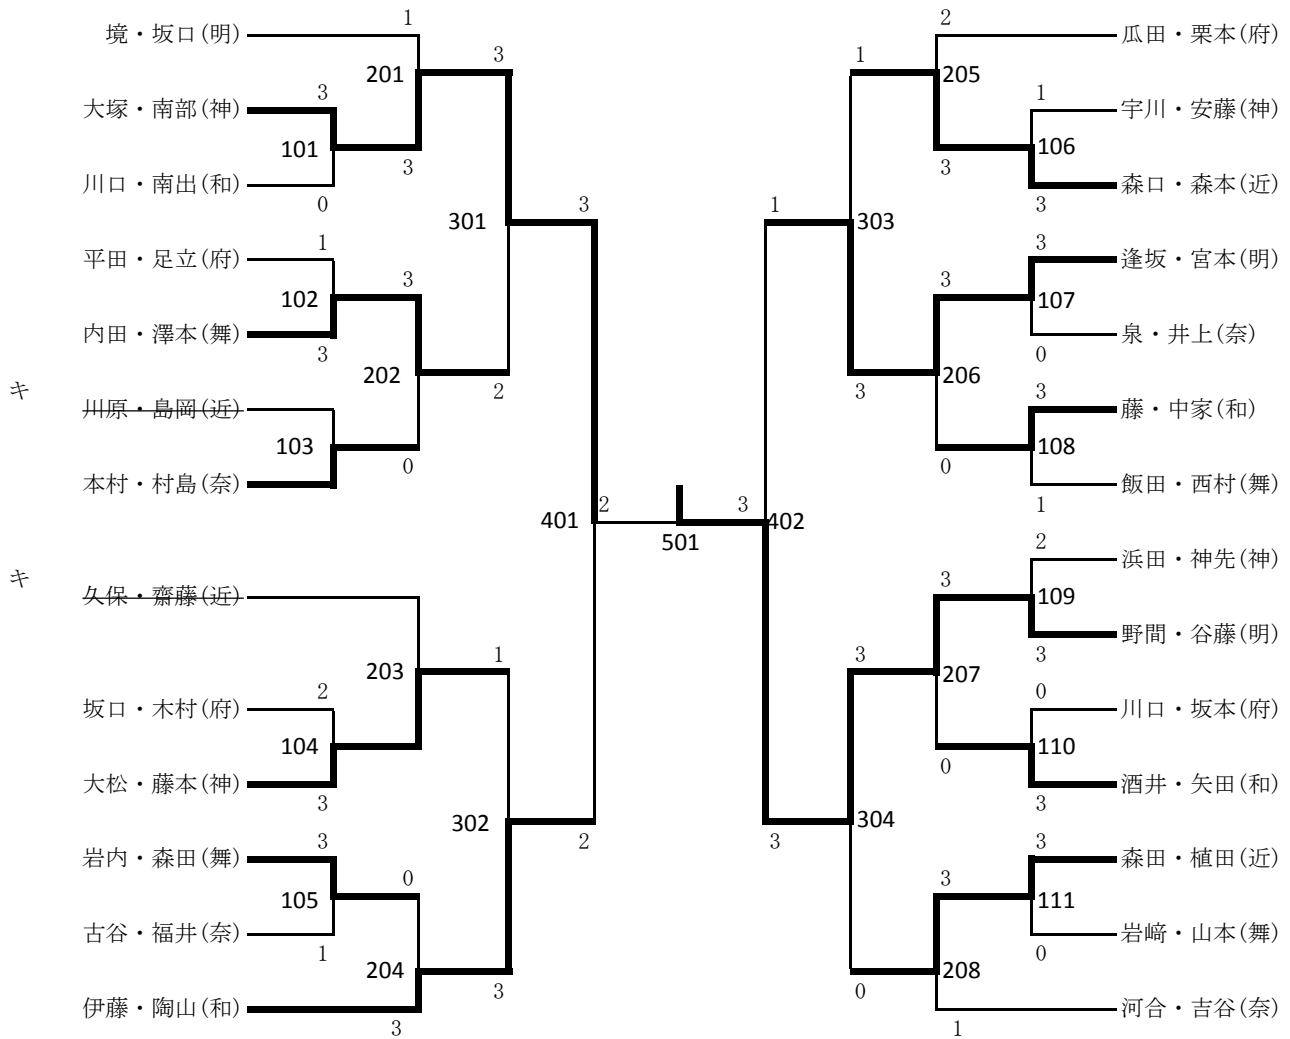 1
境・坂口(明)
3
201
3
大塚・南部(神)
101
3
川口・南出(和)
0
301
3
1
平田・足立(府)
3
102
内田・澤本(舞)
3
202
2
キ
川原・島岡(近)
103
0
本村・村島(奈)
401
2
キ
久保・齋藤(近)
203
1
2
坂口・木村(府)
104
大松・藤本(神)
3
302
2
3
岩内・森田(舞)
0
105
古谷・福井(奈)
1
204
3
伊藤・陶山(和)
3
501
2
瓜田・栗本(府)
1
205
1
宇川・安藤(神)
106
3
森口・森本(近)
3
1
303
3
逢坂・宮本(明)
3
107
泉・井上(奈)
0
206
3
3
藤・中家(和)
108
0
飯田・西村(舞)
1
3
402
2
浜田・神先(神)
3
109
野間・谷藤(明)
3
3
207
0
川口・坂本(府)
110
0
酒井・矢田(和)
3
304
3
3
森田・植田(近)
3
111
岩﨑・山本(舞)
0
208
0
河合・吉谷(奈)
1